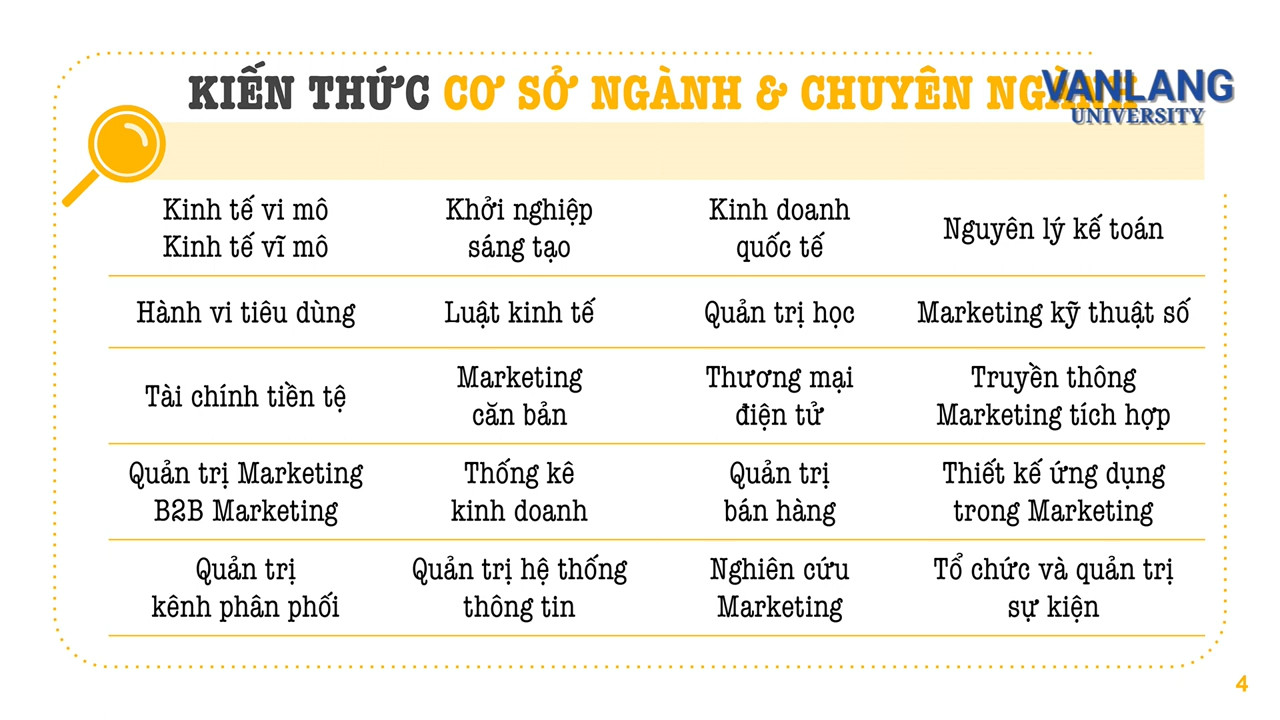 KIẾN THỨC CƠ SỞ NGÀNH & CHUYÊN NGÀNH
VANLANG
UNIVERSITY
Kinh tế vi mô
Kinh tế vĩ mô
Khởi nghiệp
sáng tạo
Kinh doanh
quốc tế
Nguyên lý kế toán
Hành vi tiêu dùng
Luật kinh tế
Quản trị học
Marketing kỹ thuật số
Tài chính tiền tệ
Marketing
căn bản
Thương mại
điện tử
Truyền thông
Marketing tích hợp
Quản trị Marketing
B2B Marketing
Thống kê
kinh doanh
Quản trị
bán hàng
Thiết kế ứng dụng
trong Marketing
Quản trị
kênh phân phối
Quản trị hệ thống
thông tin
Nghiên cứu
Marketing
Tổ chức và quản trị
sự kiện
4